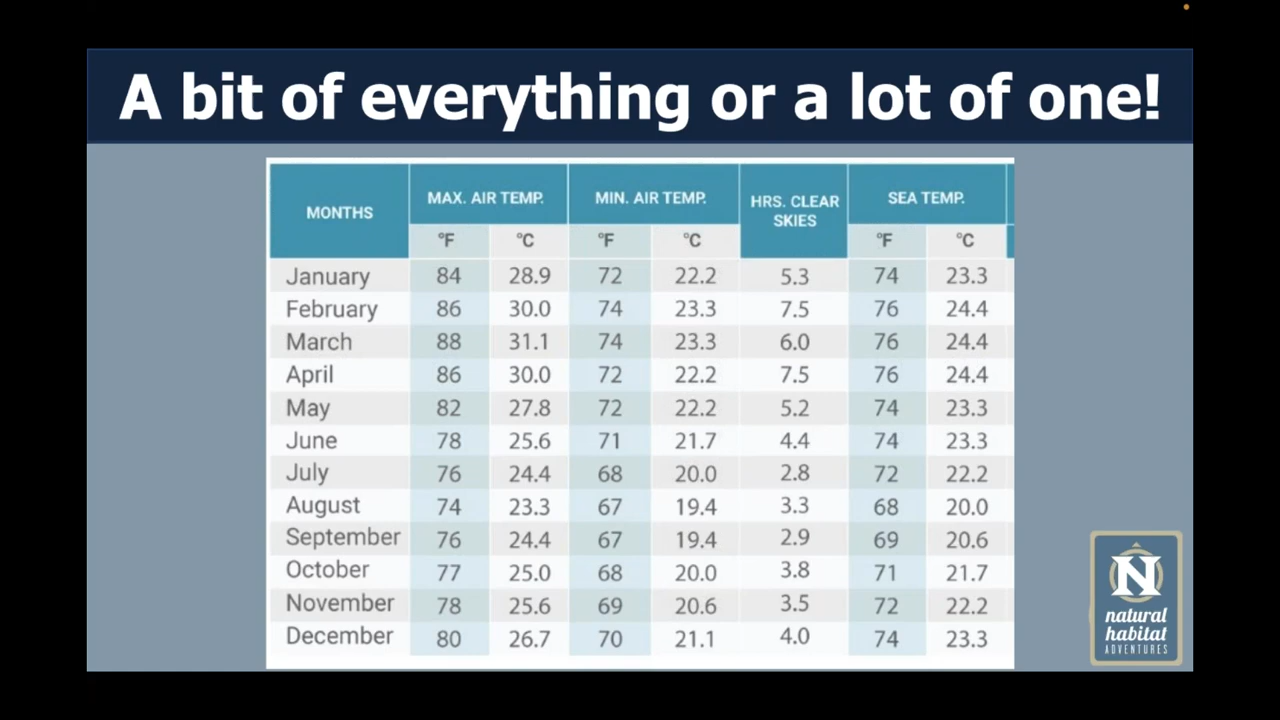 A bit of everything or a lot of one!
MONTHS MAX. AIR TEMP. MIN. AIR TEMP. HRS. CLEAR SKIES SEA TEMP.
°F °C °F °C °F °C
January 84 28.9 72 22.2 5.3 74 23.3
February 86 30.0 74 23.3 7.5 76 24.4
March 88 31.1 74 23.3 6.0 76 24.4
April 86 30.0 72 22.2 7.5 76 24.4
May 82 27.8 72 22.2 5.2 74 23.3
June 78 25.6 71 21.7 4.4 74 23.3
July 76 24.4 68 20.0 2.8 72 22.2
August 74 23.3 67 19.4 3.3 68 20.0
September 76 24.4 67 19.4 2.9 69 20.6
October 77 25.0 68 20.0 3.8 71 21.7
November 78 25.6 69 20.6 3.5 72 22.2
December 80 26.7 70 21.1 4.0 74 23.3
N
natural
habitat
ADVENTURES